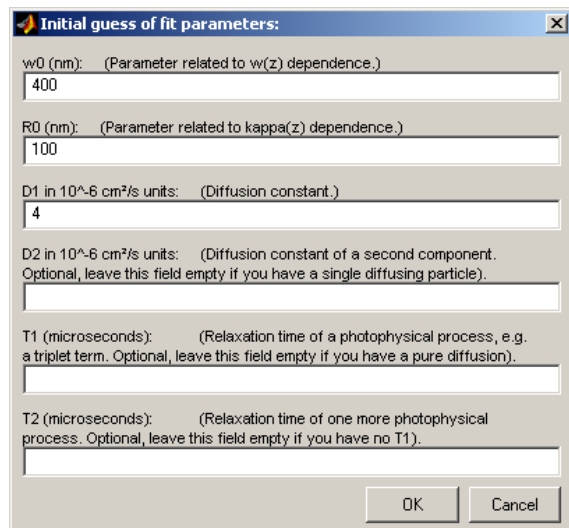 Initial guess of fit parameters:
w0 (nm): (Parameter related to w(z) dependence.)
400
R0 (nm): (Parameter related to kappa(z) dependence.)
100
D1 in 10^-6 cm²/s units: (Diffusion constant.)
4
D2 in 10^-6 cm²/s units: (Diffusion constant of a second component.
Optional, leave this field empty if you have a single diffusing particle).
T1 (microseconds): (Relaxation time of a photophysical process, e.g.
a triplet term. Optional, leave this field empty if you have a pure diffusion).
T2 (microseconds): (Relaxation time of one more photophysical
process. Optional, leave this field empty if you have no T1).
OK Cancel